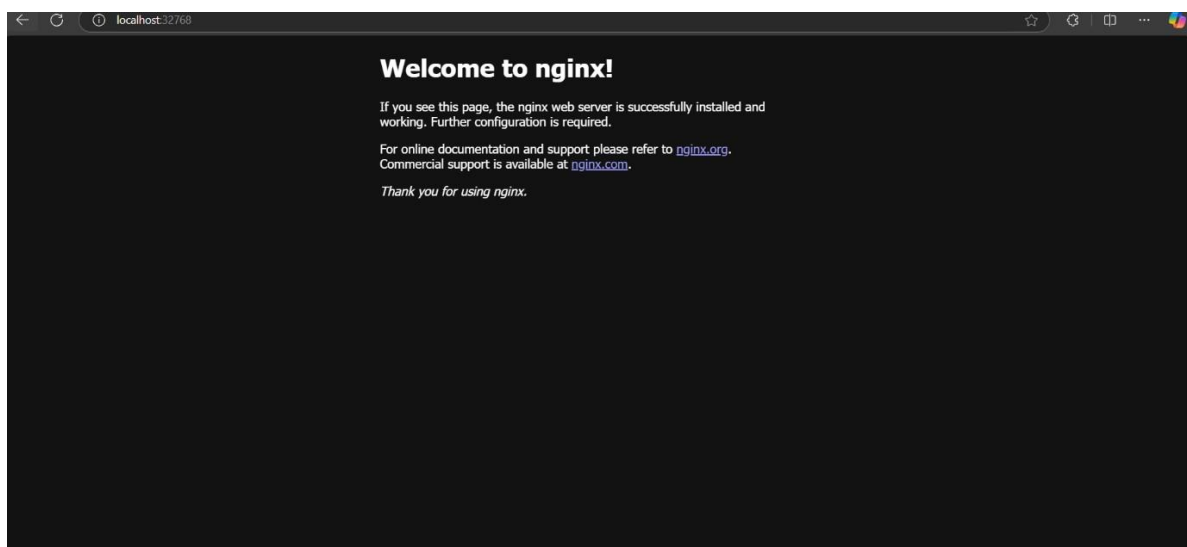 localhost:32768
Welcome to nginx!
If you see this page, the nginx web server is successfully installed and
working. Further configuration is required.
For online documentation and support please refer to nginx.org.
Commercial support is available at nginx.com.
Thank you for using nginx.